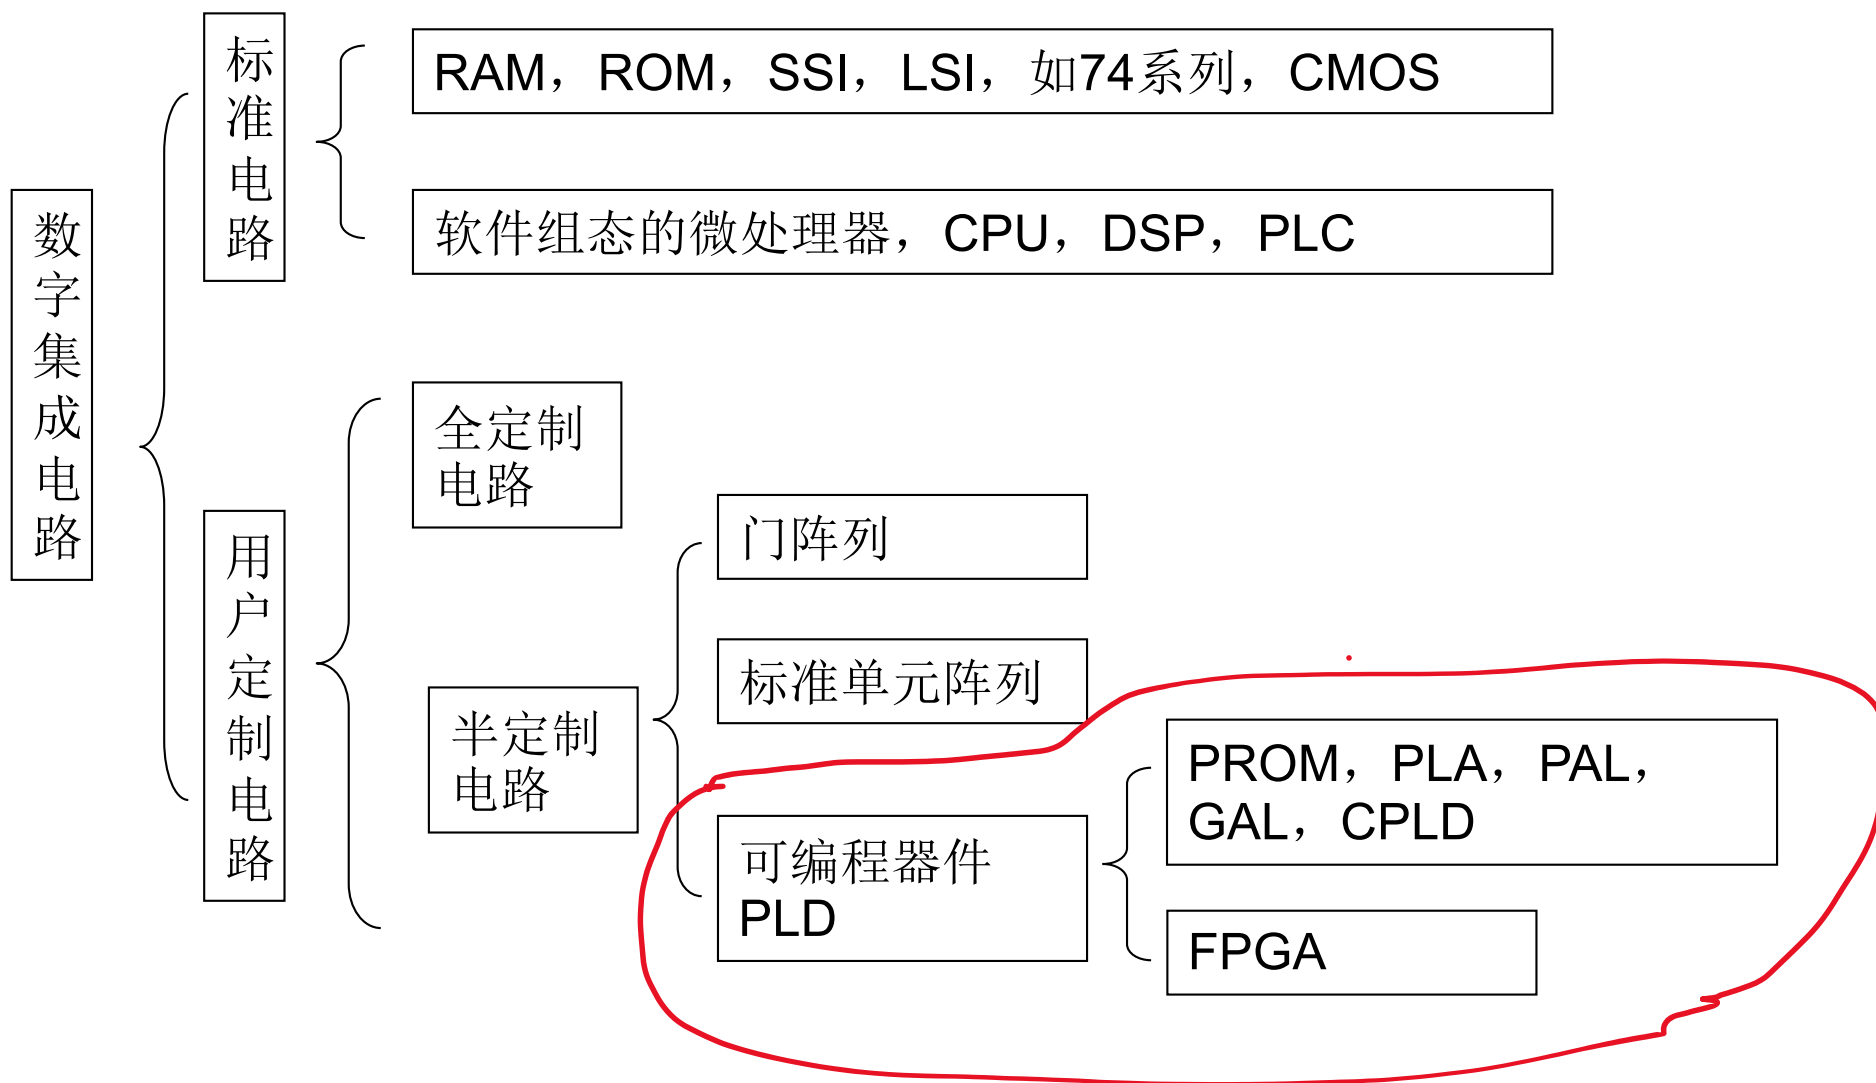 数字集成电路
标准电路
RAM，ROM，SSI，LSI，如74系列，CMOS
软件组态的微处理器，CPU，DSP，PLC
用户定制电路
全定制
电路
半定制
电路
门阵列
标准单元阵列
可编程器件
PLD
PROM，PLA，PAL，
GAL，CPLD
FPGA